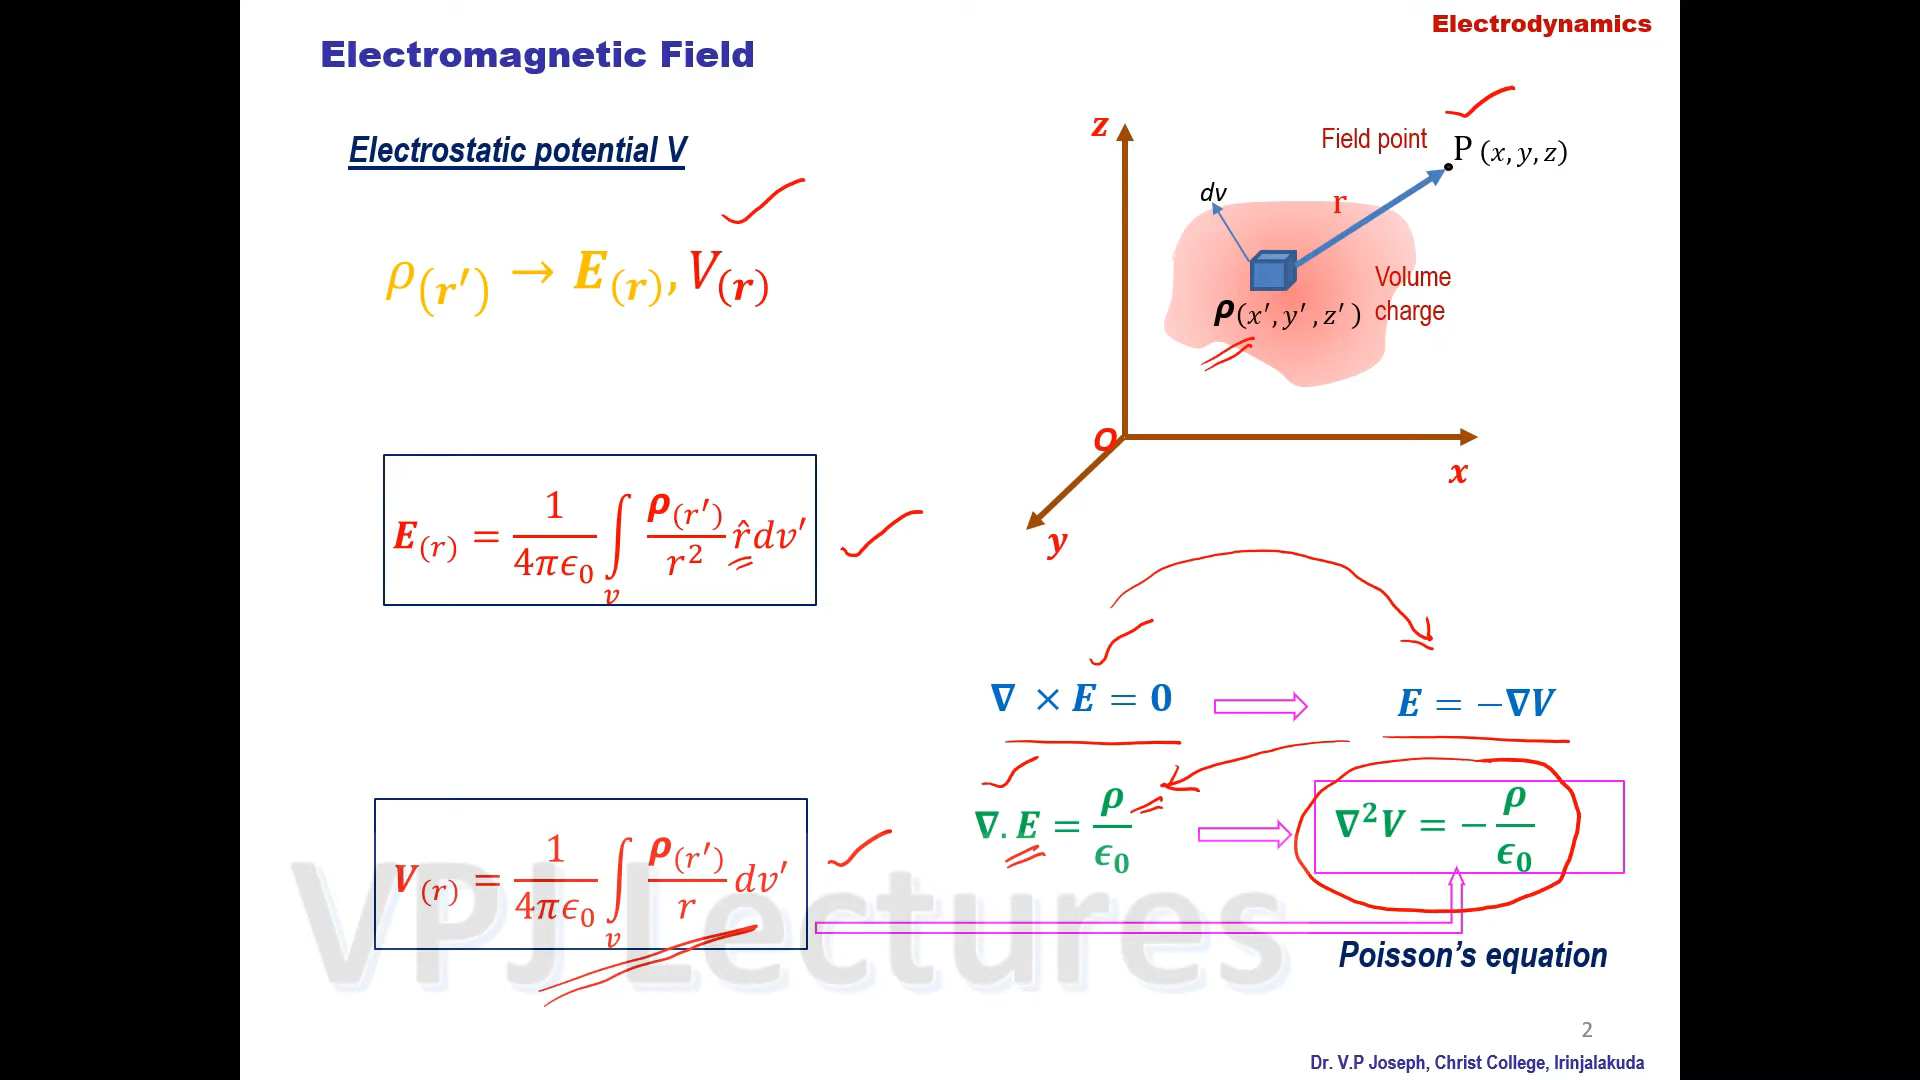 Electrodynamics
Electromagnetic Field
Electrostatic potential V
ρ(r′) → E(r), V(r)
z
Field point
P (x, y, z)
dv
r
Volume
charge
ρ(x′, y′, z′)
O
x
y
E(r) = 1/4πϵ0 ∫v ρ(r′)/r² r̂dv′
∇ × E = 0
E = −∇V
∇. E = ρ/ϵ0
∇²V = − ρ/ϵ0
V(r) = 1/4πϵ0 ∫v ρ(r′)/r dv′
VPJ Lectures
Poisson’s equation
2
Dr. V.P Joseph, Christ College, Irinjalakuda